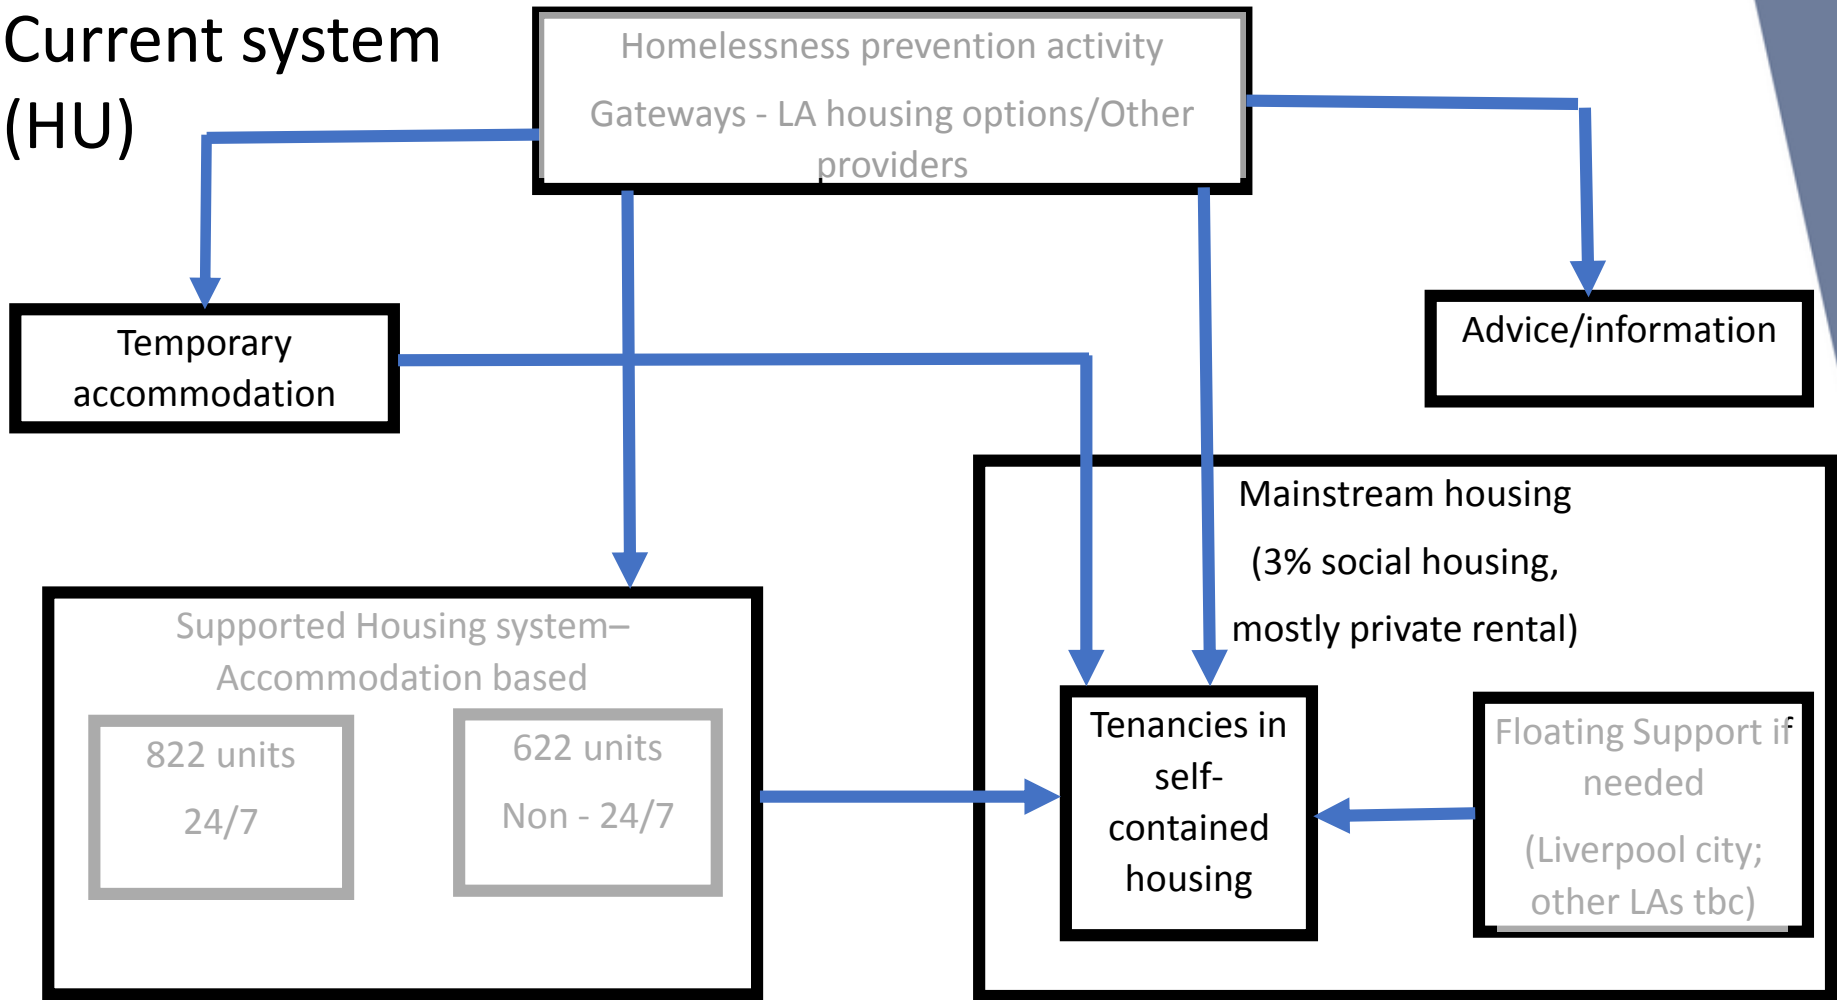 Current system
(HU)
Homelessness prevention activity
Gateways - LA housing options/Other
providers
Temporary
accommodation
Advice/information
Mainstream housing
(3% social housing,
mostly private rental)
Supported Housing system–
Accommodation based
822 units
24/7
622 units
Non - 24/7
Tenancies in
self-
contained
housing
Floating Support if
needed
(Liverpool city;
other LAs tbc)